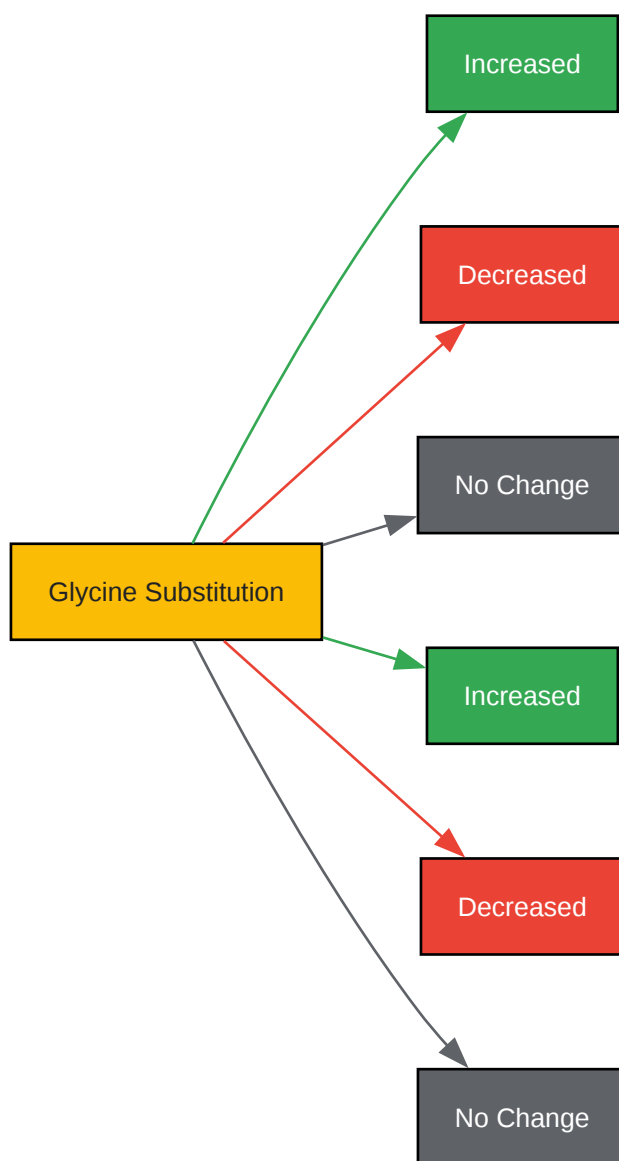 Increased
Decreased
No Change
Glycine Substitution
Increased
Decreased
No Change